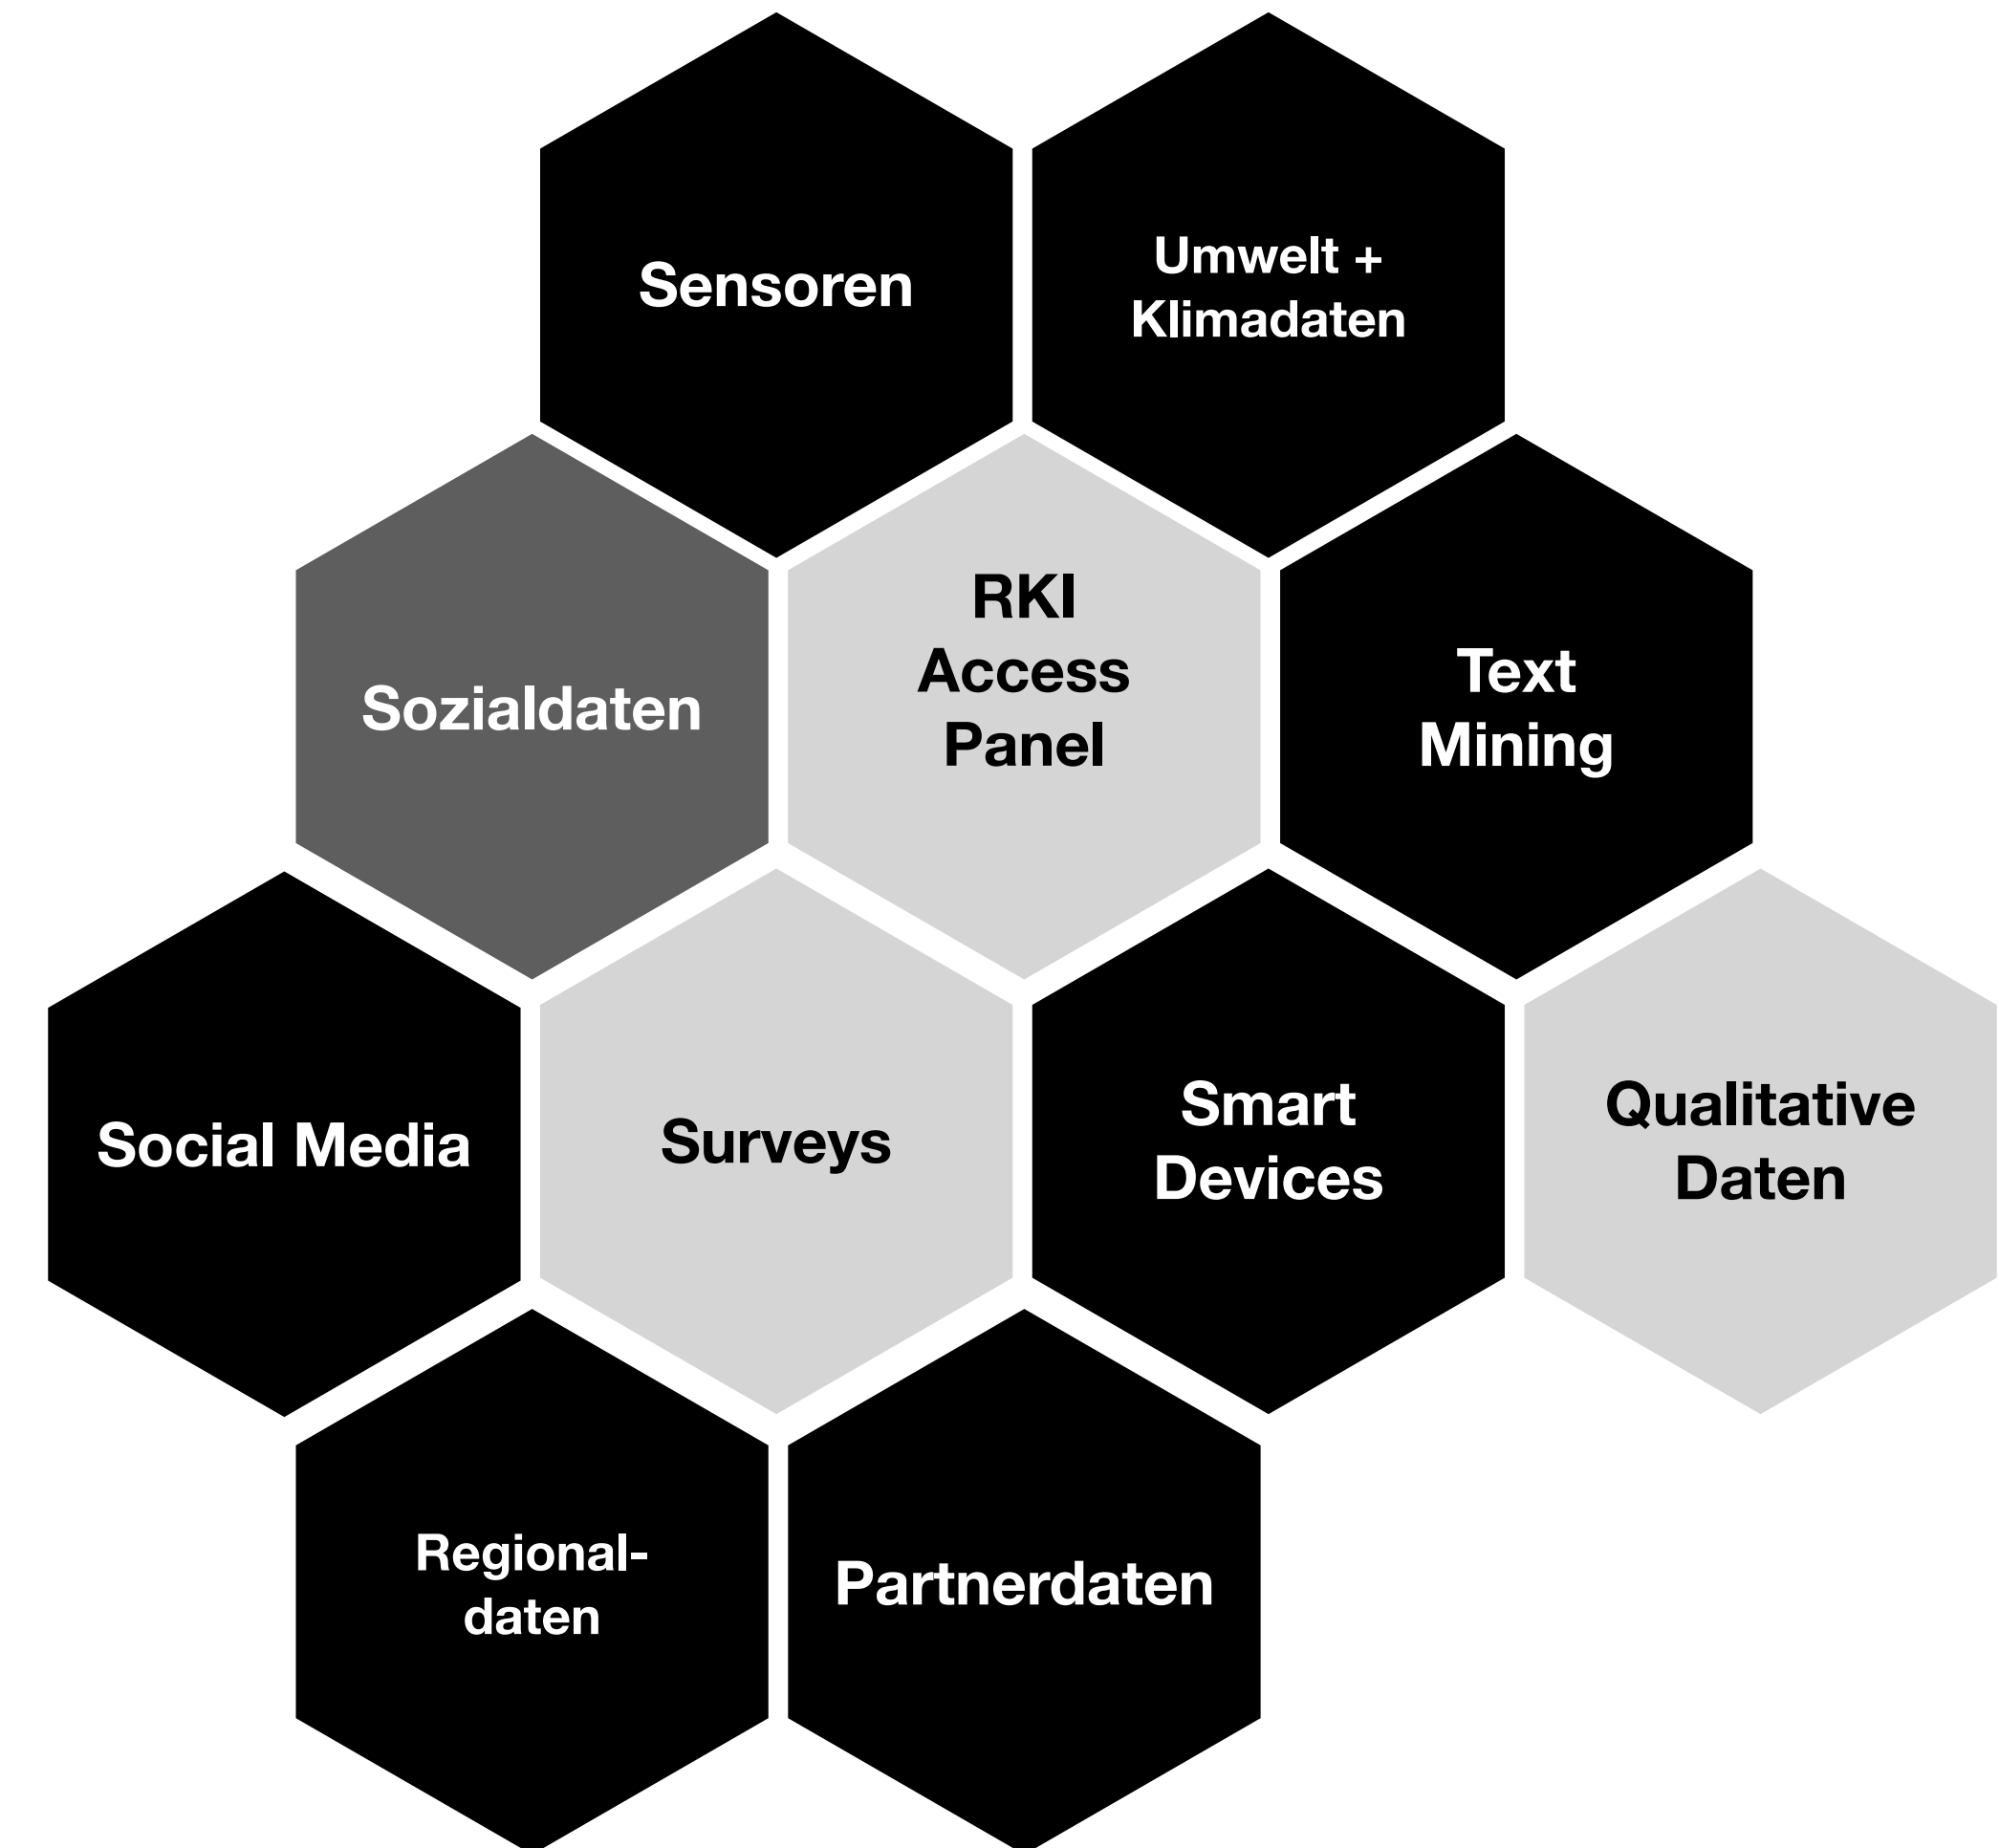 Sensoren
Umwelt +
Klimadaten
Sozialdaten
RKI
Access
Panel
Text
Mining
Social Media
Surveys
Smart
Devices
Qualitative
Daten
Regional-
daten
Partnerdaten